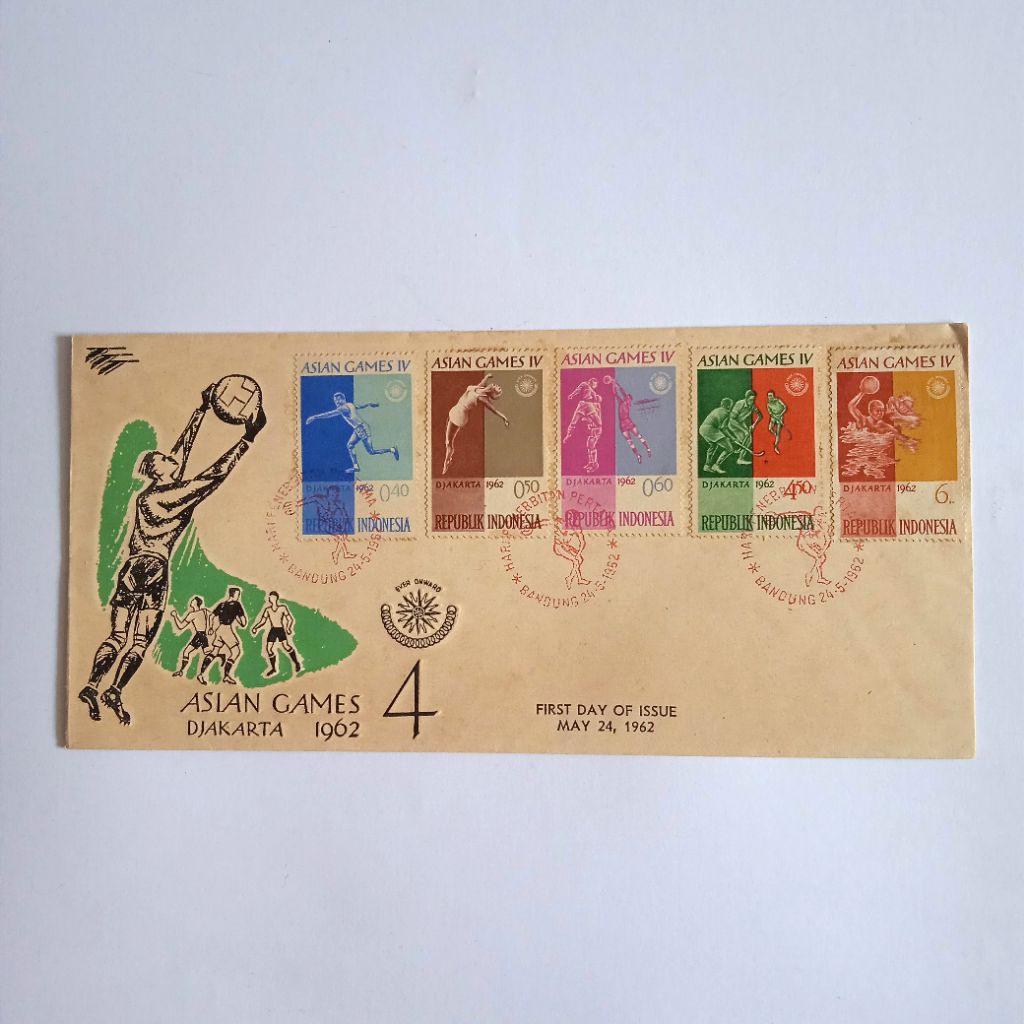 ASIAN GAMES IV
DJAKARTA 1962
0,40
REPUBLIK INDONESIA
ASIAN GAMES IV
DJAKARTA 1962
0,50
REPUBLIK INDONESIA
ASIAN GAMES IV
DJAKARTA 1962
0,60
REPUBLIK INDONESIA
ASIAN GAMES IV
DJAKARTA 1962
4,50
REPUBLIK INDONESIA
ASIAN GAMES IV
DJAKARTA 1962
6,-
REPUBLIK INDONESIA
BANDUNG 24-5-1962
BANDUNG 24-5-1962
BANDUNG 24-5-1962
EVER ONWARD
ASIAN GAMES 4
DJAKARTA 1962
FIRST DAY OF ISSUE
MAY 24, 1962